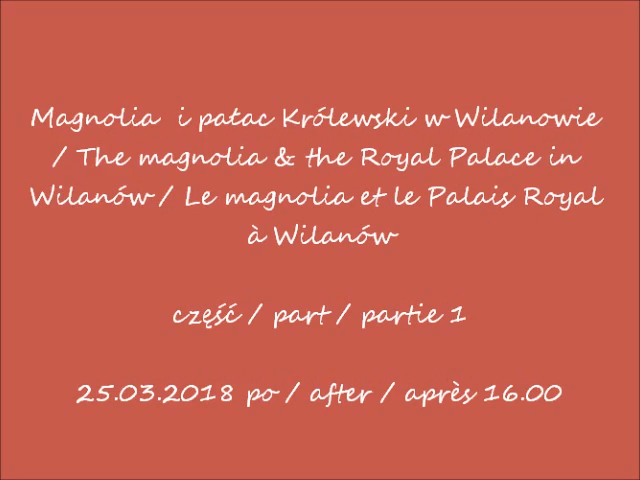 Magnolia i pałac Królewski w Wilanowie
/ The magnolia & the Royal Palace in
Wilanów / Le magnolia et le Palais Royal
à Wilanów
część / part / partie 1
25.03.2018 po / after / après 16.00